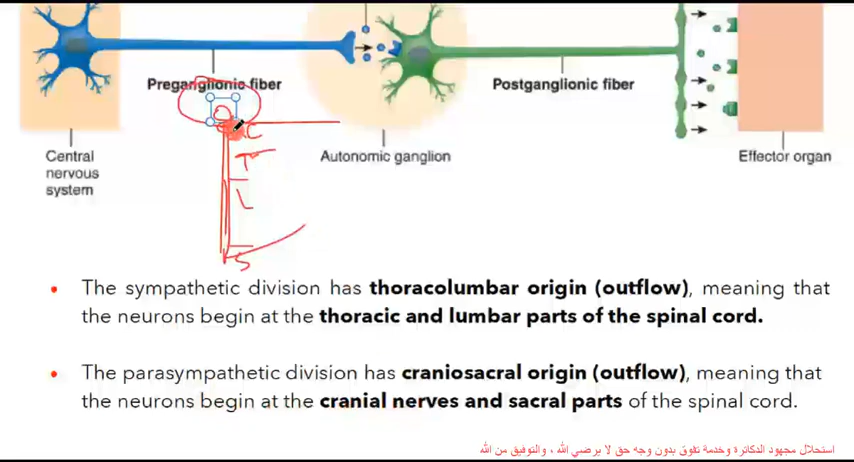 Preganglionic fiber
Postganglionic fiber
Central
nervous
system
Autonomic ganglion
Effector organ
C
T
L
S
• The sympathetic division has thoracolumbar origin (outflow), meaning that
the neurons begin at the thoracic and lumbar parts of the spinal cord.
• The parasympathetic division has craniosacral origin (outflow), meaning that
the neurons begin at the cranial nerves and sacral parts of the spinal cord.
استحلال مجهود الدكاترة وخدمة تفوق بدون وجه حق لا يرضي الله ، والتوفيق من الله